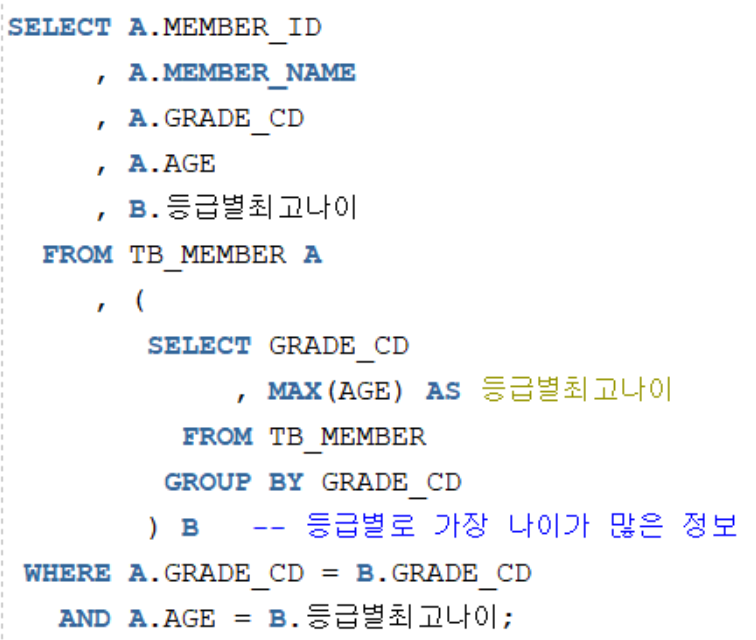 SELECT A.MEMBER_ID
, A.MEMBER_NAME
, A.GRADE_CD
, A.AGE
, B.등급별최고나이
FROM TB_MEMBER A
, (
SELECT GRADE_CD
, MAX(AGE) AS 등급별최고나이
FROM TB_MEMBER
GROUP BY GRADE_CD
) B -- 등급별로 가장 나이가 많은 정보
WHERE A.GRADE_CD = B.GRADE_CD
AND A.AGE = B.등급별최고나이;